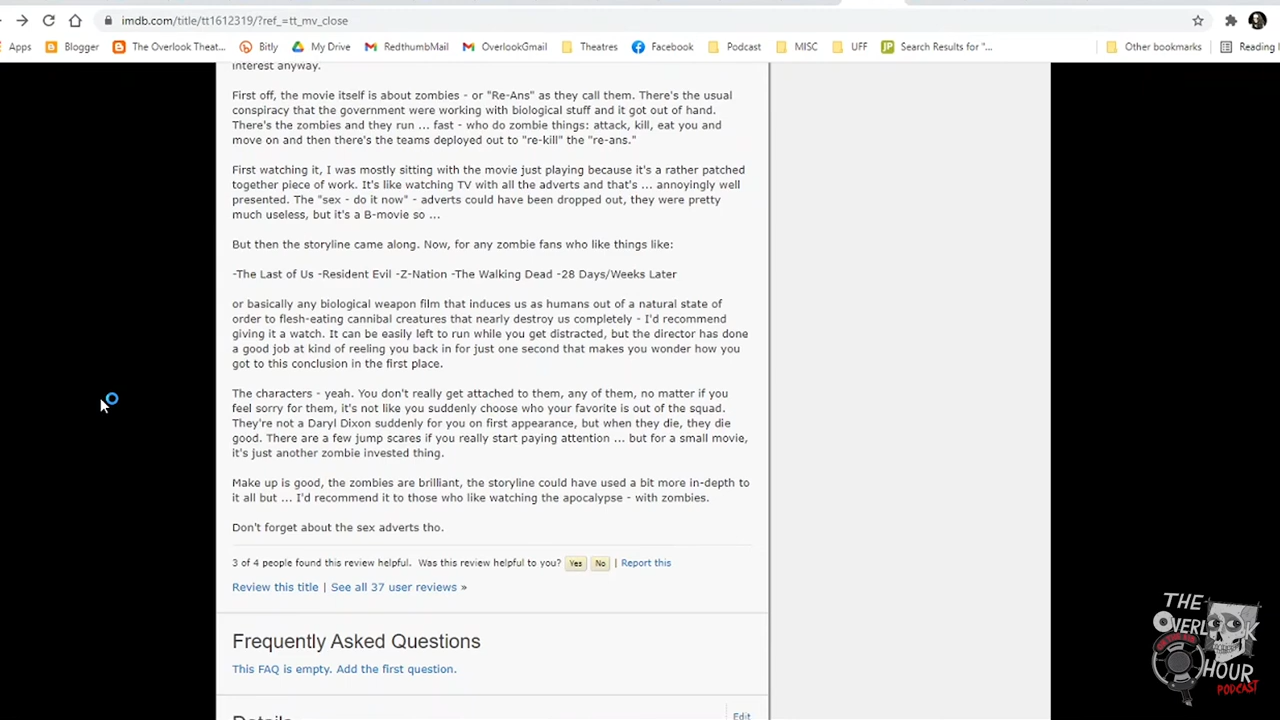 imdb.com/title/tt1612319/?ref_=tt_mv_close
Apps Blogger The Overlook Theat... Bitly My Drive RedthumbMail OverlookGmail Theatres Facebook Podcast MISC UFF Search Results for "... Other bookmarks Reading
interest anyway.
First off, the movie itself is about zombies - or "Re-Ans" as they call them. There's the usual
conspiracy that the government were working with biological stuff and it got out of hand.
There's the zombies and they run ... fast - who do zombie things: attack, kill, eat you and
move on and then there's the teams deployed out to "re-kill" the "re-ans."
First watching it, I was mostly sitting with the movie just playing because it's a rather patched
together piece of work. It's like watching TV with all the adverts and that's ... annoyingly well
presented. The "sex - do it now" - adverts could have been dropped out, they were pretty
much useless, but it's a B-movie so ...
But then the storyline came along. Now, for any zombie fans who like things like:
-The Last of Us -Resident Evil -Z-Nation -The Walking Dead -28 Days/Weeks Later
or basically any biological weapon film that induces us as humans out of a natural state of
order to flesh-eating cannibal creatures that nearly destroy us completely - I'd recommend
giving it a watch. It can be easily left to run while you get distracted, but the director has done
a good job at kind of reeling you back in for just one second that makes you wonder how you
got to this conclusion in the first place.
The characters - yeah. You don't really get attached to them, any of them, no matter if you
feel sorry for them, it's not like you suddenly choose who your favorite is out of the squad.
They're not a Daryl Dixon suddenly for you on first appearance, but when they die, they die
good. There are a few jump scares if you really start paying attention ... but for a small movie,
it's just another zombie invested thing.
Make up is good, the zombies are brilliant, the storyline could have used a bit more in-depth to
it all but ... I'd recommend it to those who like watching the apocalypse - with zombies.
Don't forget about the sex adverts tho.
3 of 4 people found this review helpful. Was this review helpful to you? Yes No | Report this
Review this title | See all 37 user reviews »
Frequently Asked Questions
This FAQ is empty. Add the first question.
Details
Edit
THE
OVERLOOK
HOUR
PODCAST